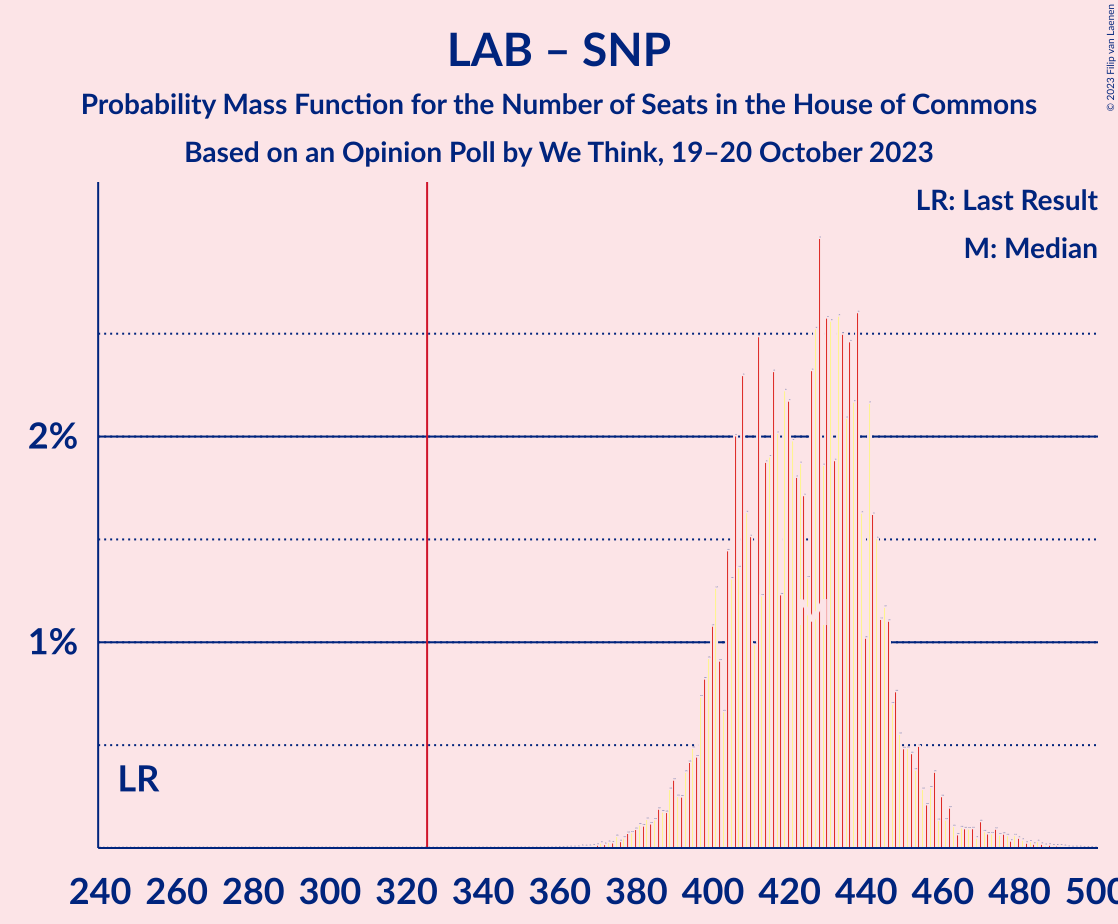 LAB – SNP
Probability Mass Function for the Number of Seats in the House of Commons
Based on an Opinion Poll by We Think, 19–20 October 2023
© 2023 Filip van Laenen
LR: Last Result
M: Median
2%
1%
LR
240 260 280 300 320 340 360 380 400 420 440 460 480 500